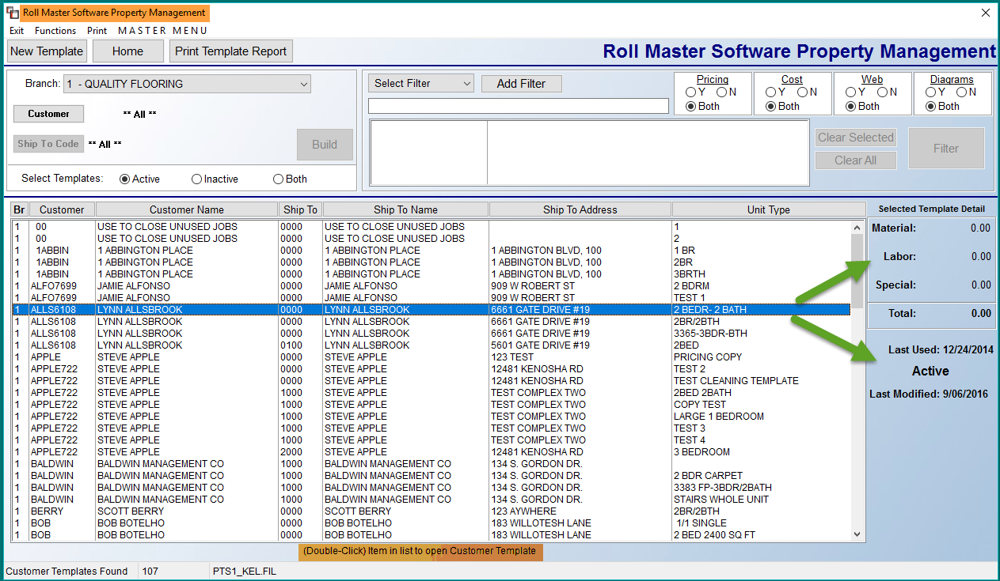 Roll Master Software Property Management
Exit Functions Print M A S T E R M E N U
New Template Home Print Template Report
Roll Master Software Property Management
Branch: 1 - QUALITY FLOORING
Customer ** All **
Ship To Code ** All **
Build
Select Templates: Active Inactive Both
Select Filter Add Filter
Pricing
Y N
Both
Cost
Y N
Both
Web
Y N
Both
Diagrams
Y N
Both
Clear Selected
Clear All
Filter
Br Customer Customer Name Ship To Ship To Name Ship To Address Unit Type
1 00 USE TO CLOSE UNUSED JOBS 0000 USE TO CLOSE UNUSED JOBS 1
1 00 USE TO CLOSE UNUSED JOBS 0000 USE TO CLOSE UNUSED JOBS 2
1 1ABBIN 1 ABBINGTON PLACE 0000 1 ABBINGTON PLACE 1 ABBINGTON BLVD, 100 1 BR
1 1ABBIN 1 ABBINGTON PLACE 0000 1 ABBINGTON PLACE 1 ABBINGTON BLVD, 100 2BR
1 1ABBIN 1 ABBINGTON PLACE 0000 1 ABBINGTON PLACE 1 ABBINGTON BLVD, 100 3BRTH
1 ALFO7699 JAMIE ALFONSO 0000 JAMIE ALFONSO 909 W ROBERT ST 2 BDRM
1 ALFO7699 JAMIE ALFONSO 0000 JAMIE ALFONSO 909 W ROBERT ST TEST 1
1 ALLS6108 LYNN ALLSBROOK 0000 LYNN ALLSBROOK 6661 GATE DRIVE #19 2 BEDR- 2 BATH
1 ALLS6108 LYNN ALLSBROOK 0000 LYNN ALLSBROOK 6661 GATE DRIVE #19 2BR/2BTH
1 ALLS6108 LYNN ALLSBROOK 0000 LYNN ALLSBROOK 6661 GATE DRIVE #19 3365-3BDR-BTH
1 ALLS6108 LYNN ALLSBROOK 0100 LYNN ALLSBROOK 5601 GATE DRIVE #19 2BED
1 APPLE STEVE APPLE 0000 STEVE APPLE 123 TEST PRICING COPY
1 APPLE722 STEVE APPLE 0000 STEVE APPLE 12481 KENOSHA RD TEST 2
1 APPLE722 STEVE APPLE 0000 STEVE APPLE 12481 KENOSHA RD TEST CLEANING TEMPLATE
1 APPLE722 STEVE APPLE 1000 STEVE APPLE TEST COMPLEX TWO 2BED 2BATH
1 APPLE722 STEVE APPLE 1000 STEVE APPLE TEST COMPLEX TWO COPY TEST
1 APPLE722 STEVE APPLE 1000 STEVE APPLE TEST COMPLEX TWO LARGE 1 BEDROOM
1 APPLE722 STEVE APPLE 1000 STEVE APPLE TEST COMPLEX TWO TEST 3
1 APPLE722 STEVE APPLE 1000 STEVE APPLE TEST COMPLEX TWO TEST 4
1 APPLE722 STEVE APPLE 2000 STEVE APPLE 12481 KENOSHA RD 3 BEDROOM
1 BALDWIN BALDWIN MANAGEMENT CO 1000 BALDWIN MANAGEMENT CO 134 S. GORDON DR.
1 BALDWIN BALDWIN MANAGEMENT CO 1000 BALDWIN MANAGEMENT CO 134 S. GORDON DR. 2 BDR CARPET
1 BALDWIN BALDWIN MANAGEMENT CO 1000 BALDWIN MANAGEMENT CO 134 S. GORDON DR. 3383 FP-3BDR/2BATH
1 BALDWIN BALDWIN MANAGEMENT CO 1000 BALDWIN MANAGEMENT CO 134 S. GORDON DR. STAIRS WHOLE UNIT
1 BERRY SCOTT BERRY 0000 SCOTT BERRY 123 AYWHERE 2BR/2BTH
1 BOB BOB BOTELHO 0000 BOB BOTELHO 183 WILLOTESH LANE 1/1 SINGLE
1 BOB BOB BOTELHO 0000 BOB BOTELHO 183 WILLOTESH LANE 2 BED 2400 SQ FT
Selected Template Detail
Material: 0.00
Labor: 0.00
Special: 0.00
Total: 0.00
Last Used: 12/24/2014
Active
Last Modified: 9/06/2016
(Double-Click) Item in list to open Customer Template
Customer Templates Found 107 PTS1_KEL.FIL